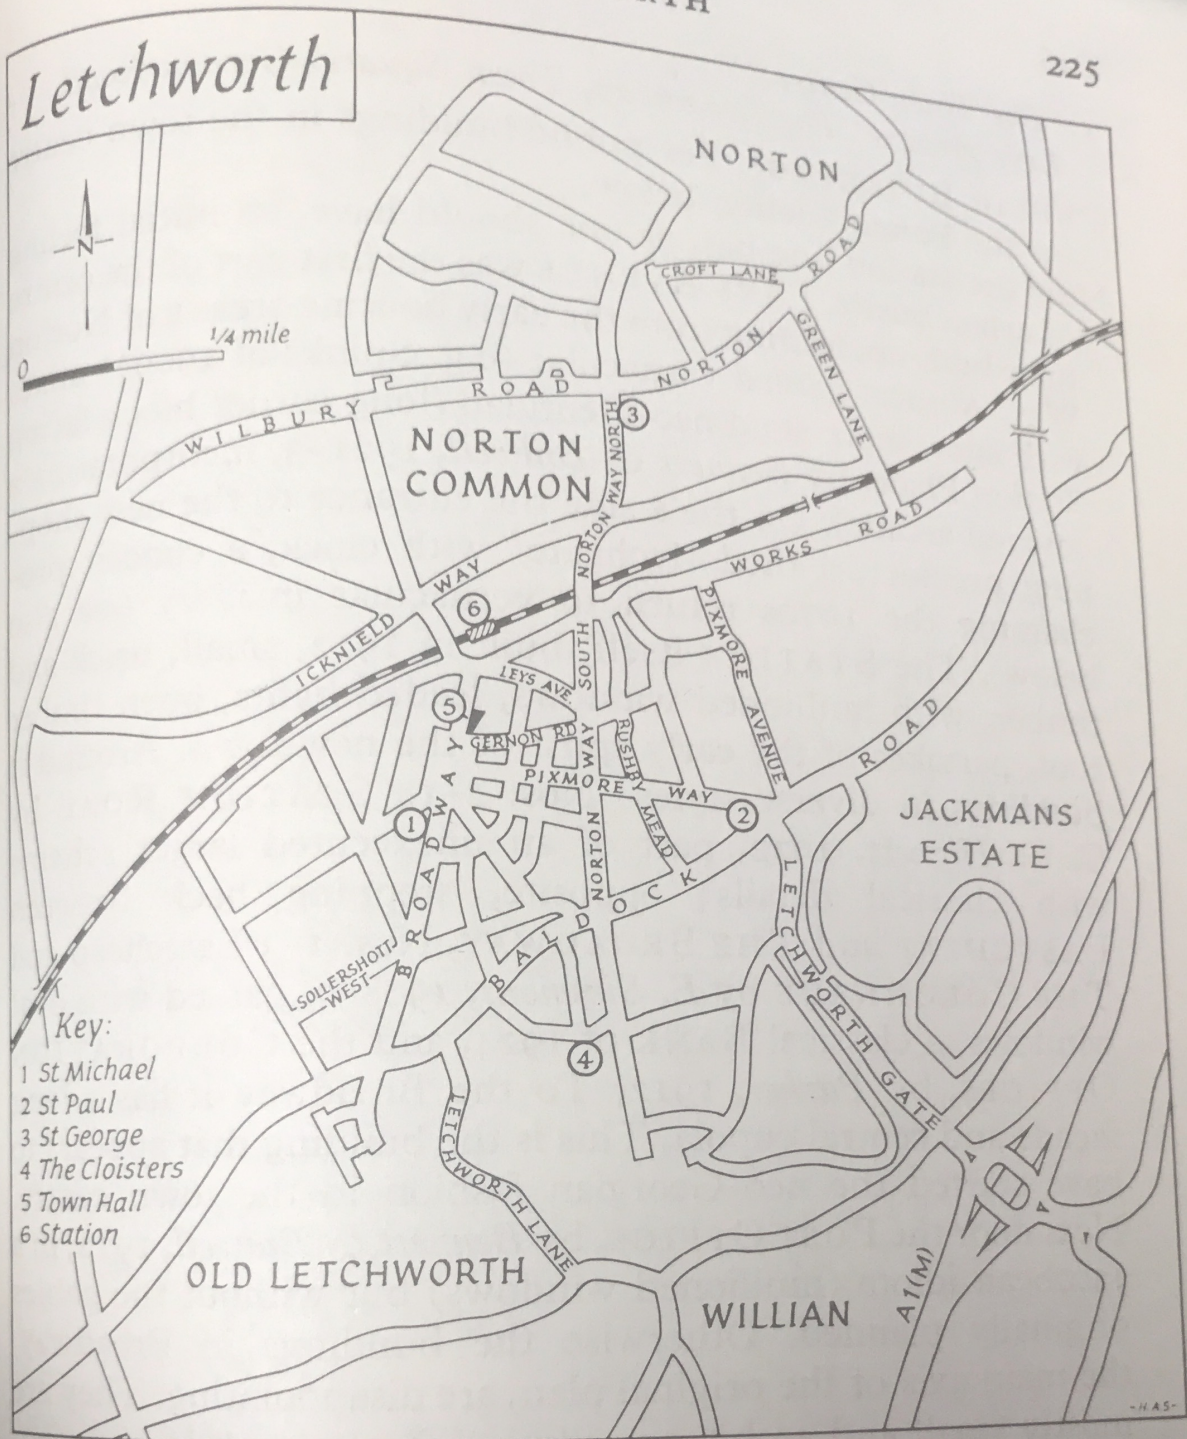 225
Letchworth
N
0
1/4 mile
NORTON
CROFT LANE
NORTON ROAD
GREEN LANE
WILBURY ROAD
3
NORTON
COMMON
NORTON WAY NORTH
ICKNIELD WAY
WORKS ROAD
6
PIXMORE AVENUE
NORTON WAY SOUTH
LEYS AVE.
5
GERNON RD
RUSHBY MEAD
PIXMORE WAY
1
2
BROADWAY
BALDOCK ROAD
JACKMANS
ESTATE
SOLLERSHOTT
WEST
LETCHWORTH GATE
4
LETCHWORTH LANE
Key:
1 St Michael
2 St Paul
3 St George
4 The Cloisters
5 Town Hall
6 Station
OLD LETCHWORTH
WILLIAN
A1(M)
-H.A.S-